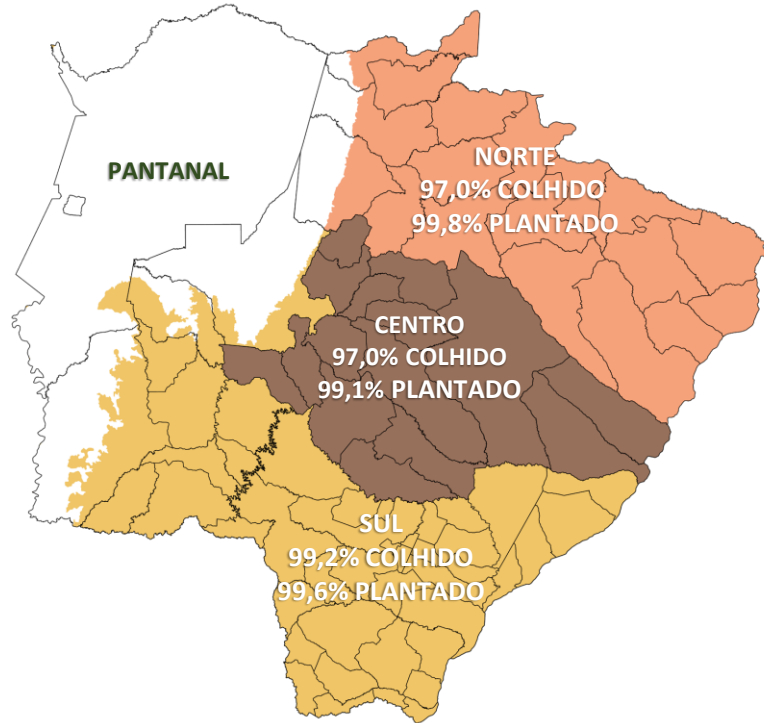 NORTE
97,0% COLHIDO
99,8% PLANTADO
PANTANAL
CENTRO
97,0% COLHIDO
99,1% PLANTADO
SUL
99,2% COLHIDO
99,6% PLANTADO